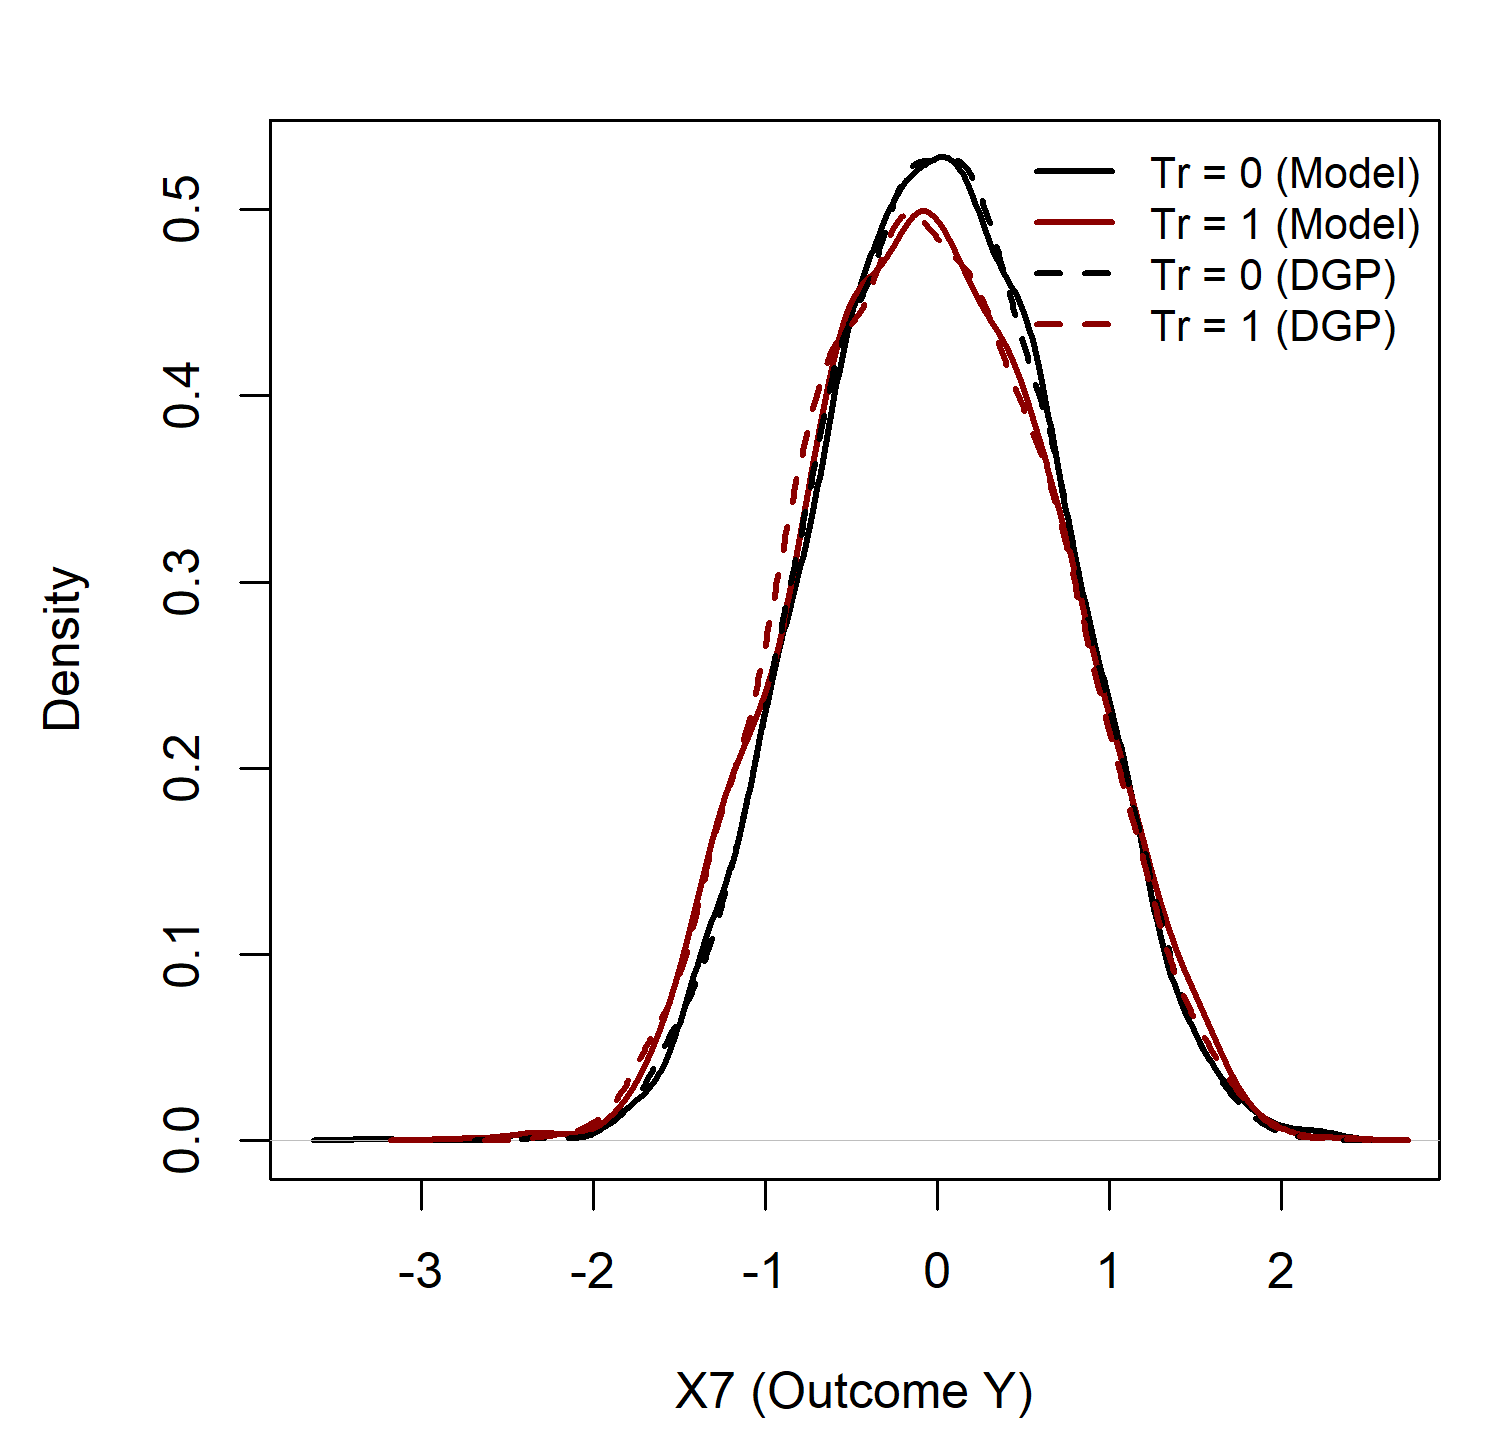 Tr = 0 (Model)
Tr = 1 (Model)
Tr = 0 (DGP)
Tr = 1 (DGP)
Density
0.5
0.4
0.3
0.2
0.1
0.0
-3 -2 -1 0 1 2
X7 (Outcome Y)